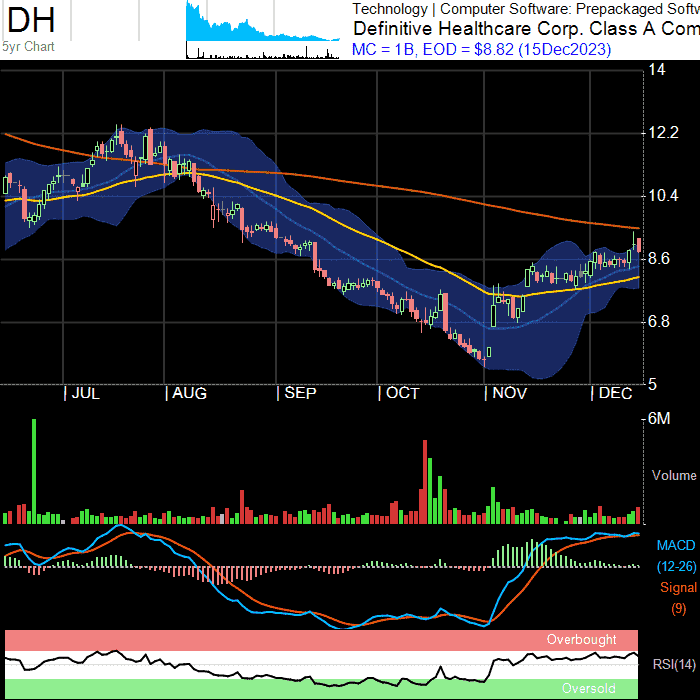 DH
5yr Chart
Technology | Computer Software: Prepackaged Softw
Definitive Healthcare Corp. Class A Com
MC = 1B, EOD = $8.82 (15Dec2023)
14
12.2
10.4
8.6
6.8
5
JUL
AUG
SEP
OCT
NOV
DEC
6M
Volume
MACD
(12-26)
Signal
(9)
Overbought
RSI(14)
Oversold